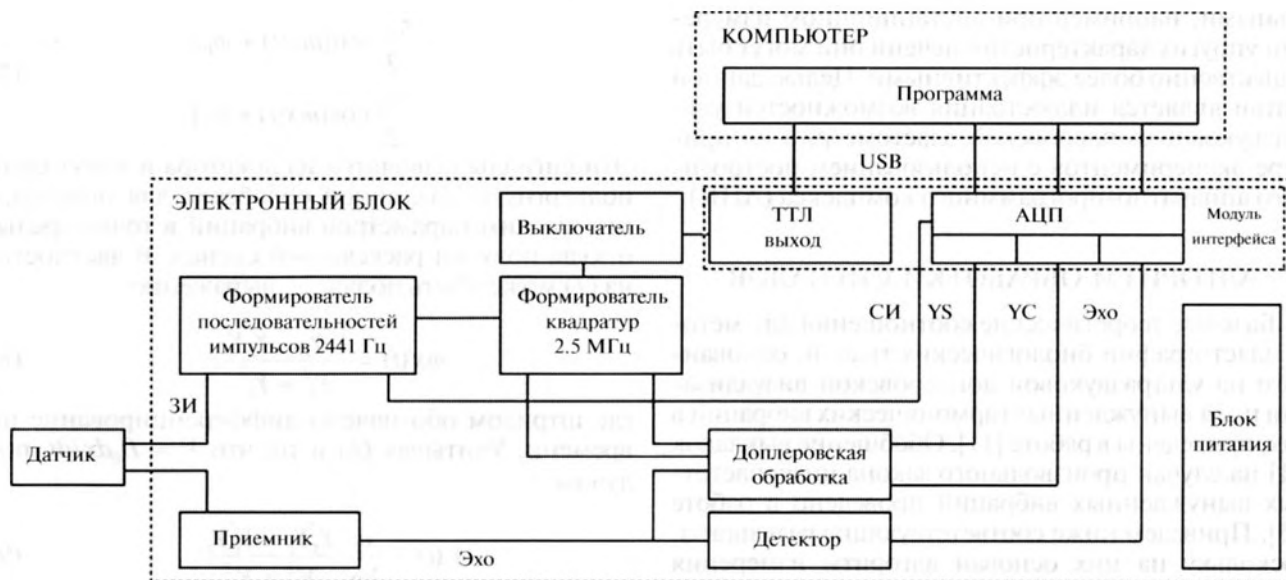 КОМПЬЮТЕР
Программа
USB
ЭЛЕКТРОННЫЙ БЛОК
Выключатель
ТТЛ
выход
АЦП
Модуль
интерфейса
Формирователь
последовательностей
импульсов 2441 Гц
Формирователь
квадратур
2.5 МГц
СИ
YS
YC
Эхо
ЗИ
Датчик
Доплеровская
обработка
Блок
питания
Приемник
Эхо
Детектор